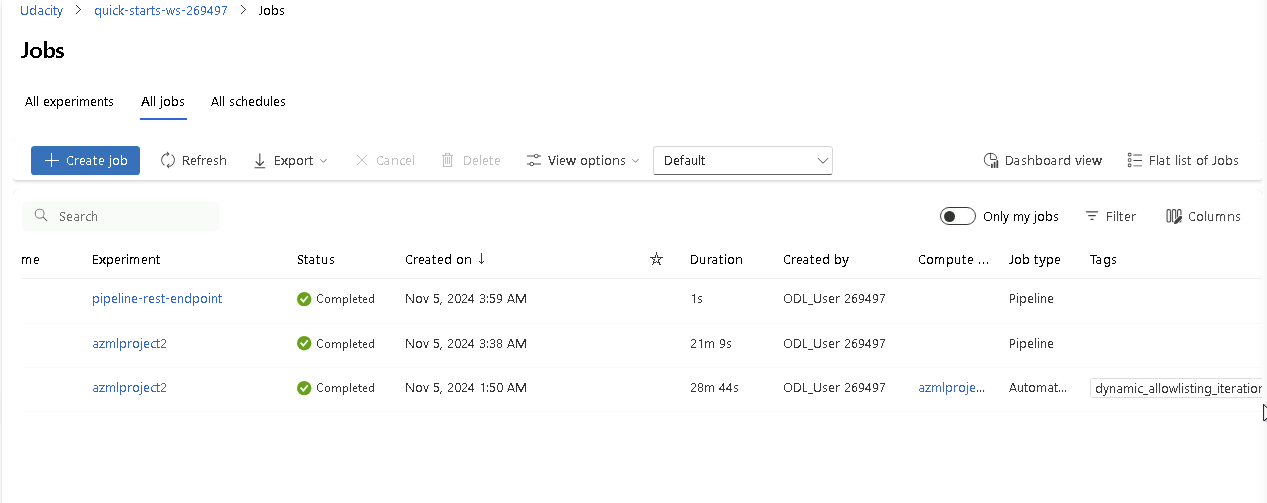 Udacity > quick-starts-ws-269497 > Jobs
Jobs
All experiments All jobs All schedules
Create job Refresh Export Cancel Delete View options Default Dashboard view Flat list of Jobs
Search Only my jobs Filter Columns
me Experiment Status Created on ↓ Duration Created by Compute ... Job type Tags
pipeline-rest-endpoint Completed Nov 5, 2024 3:59 AM 1s ODL_User 269497 Pipeline
azmlproject2 Completed Nov 5, 2024 3:38 AM 21m 9s ODL_User 269497 Pipeline
azmlproject2 Completed Nov 5, 2024 1:50 AM 28m 44s ODL_User 269497 azmlproje... Automat... dynamic_allowlisting_iteration